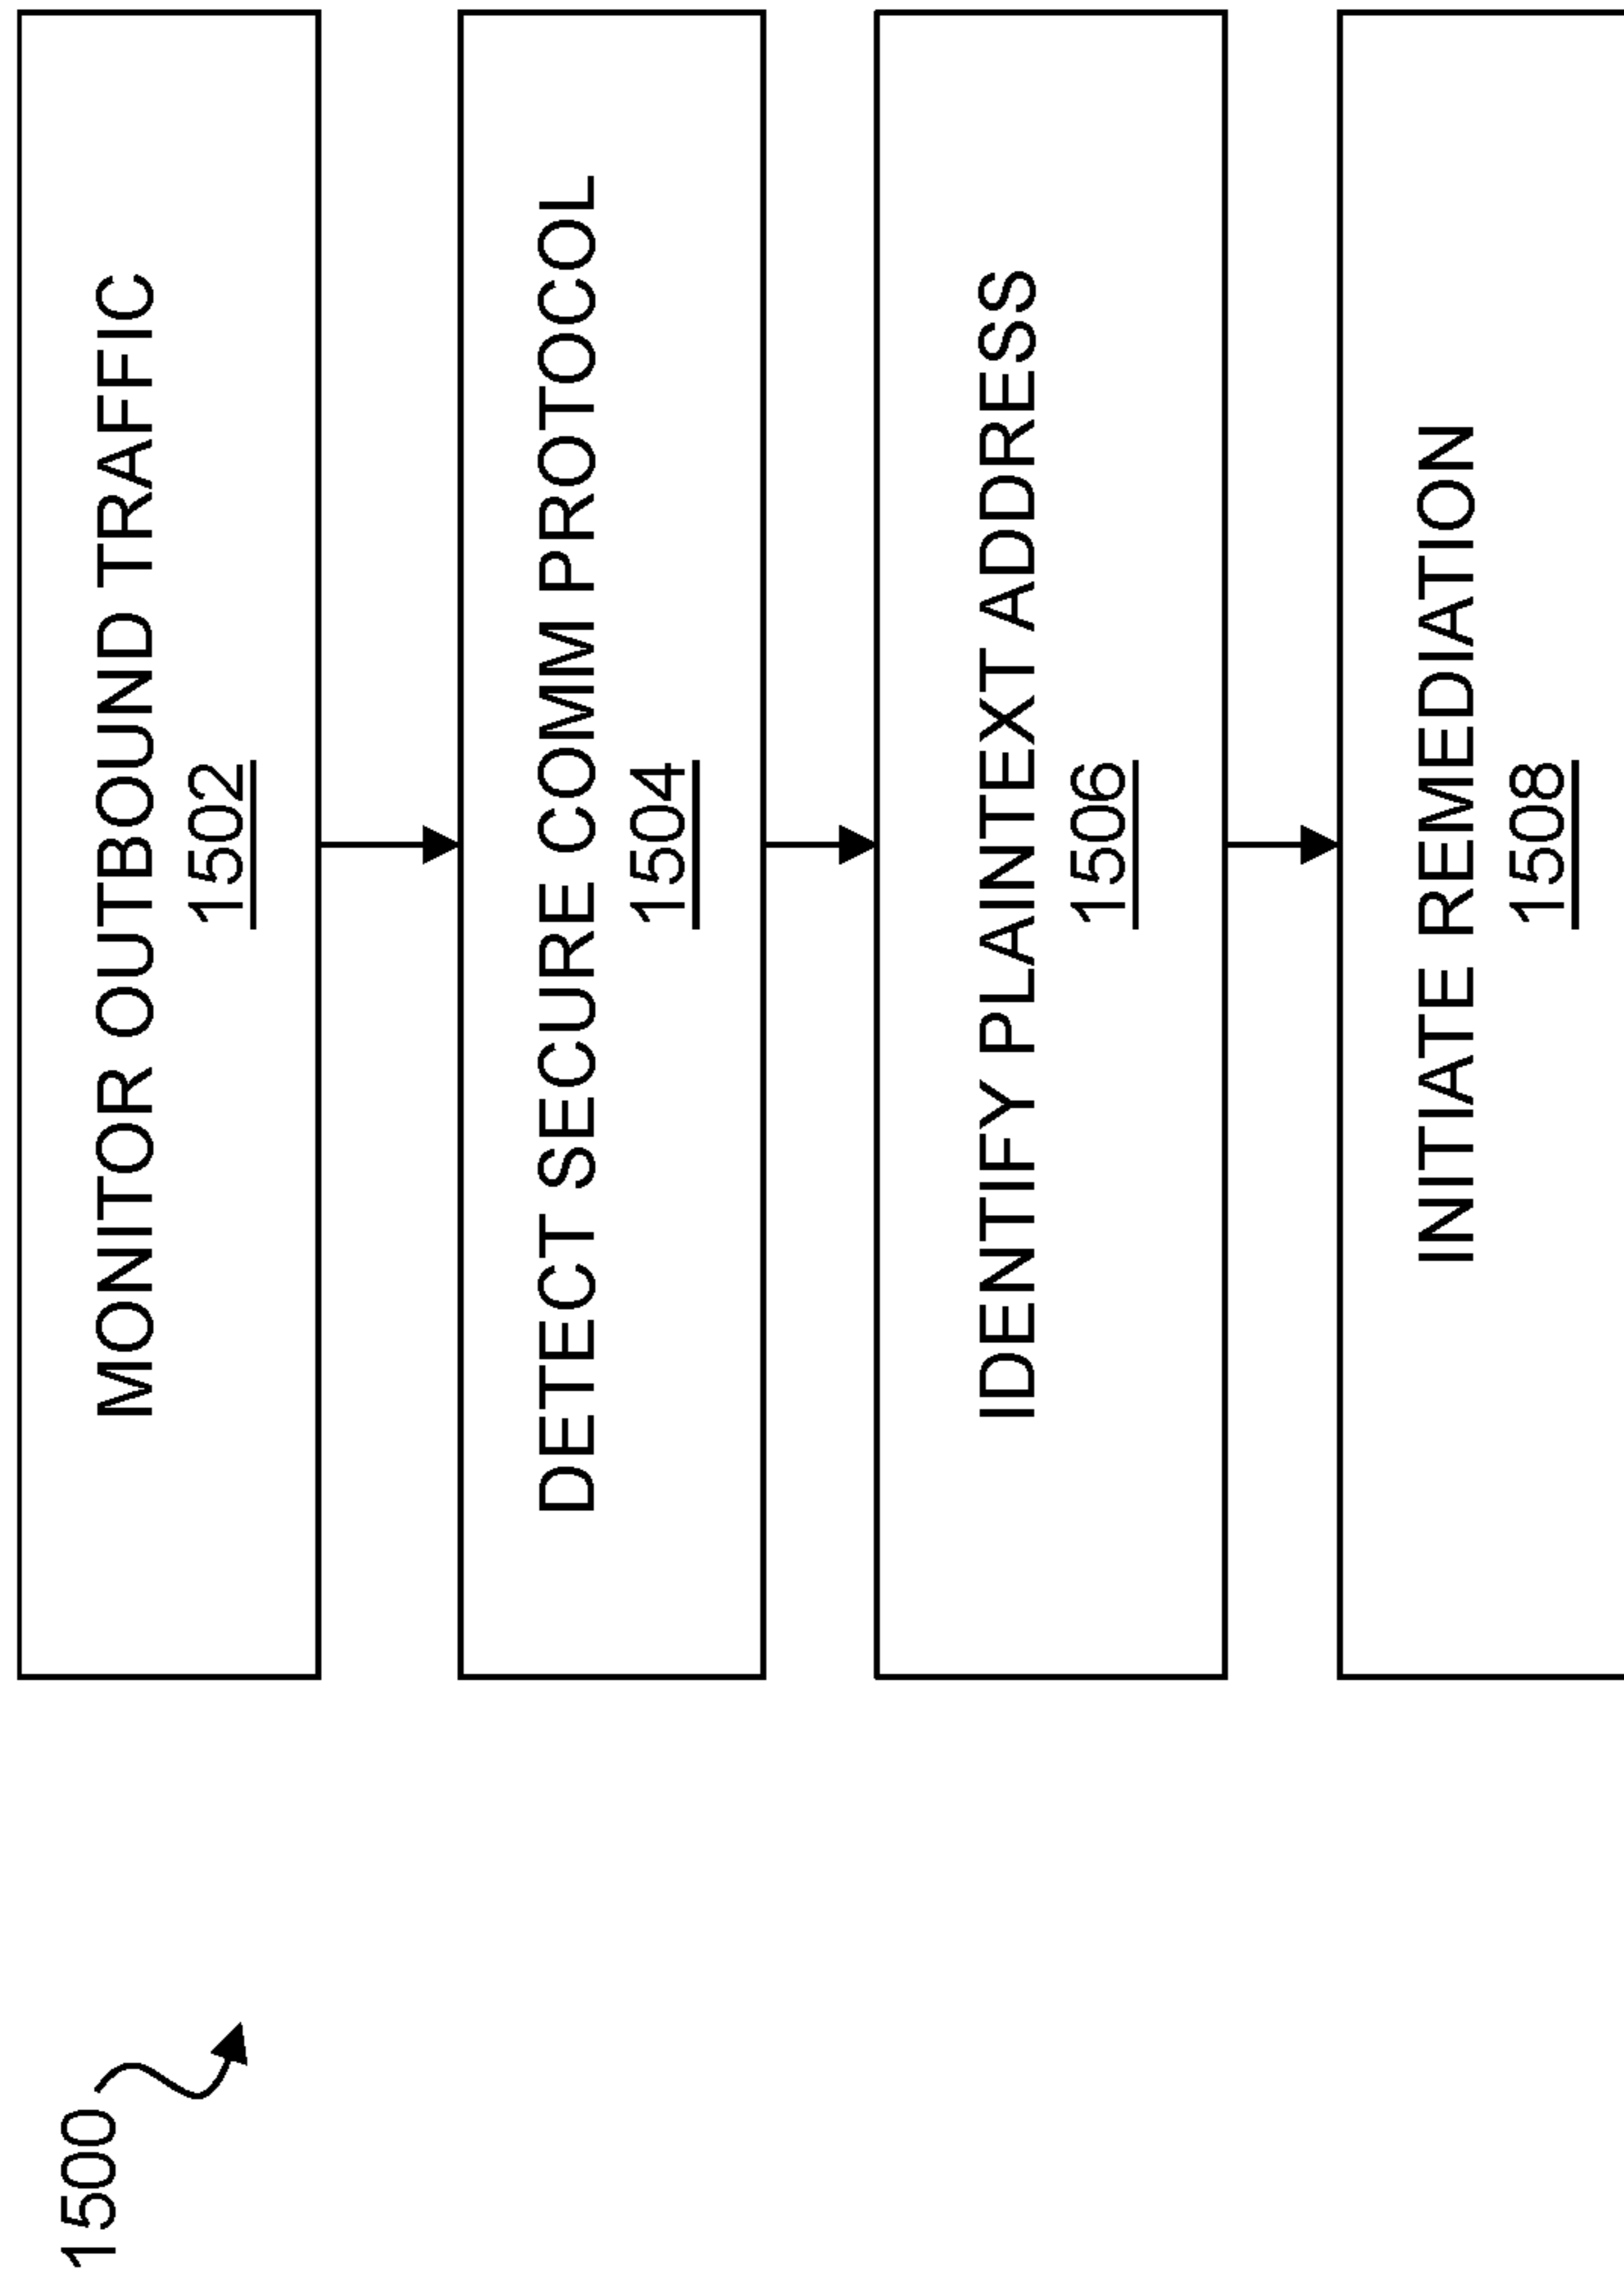 1500
MONITOR OUTBOUND TRAFFIC
1502
DETECT SECURE COMM PROTOCOL
1504
IDENTIFY PLAINTEXT ADDRESS
1506
INITIATE REMEDIATION
1508